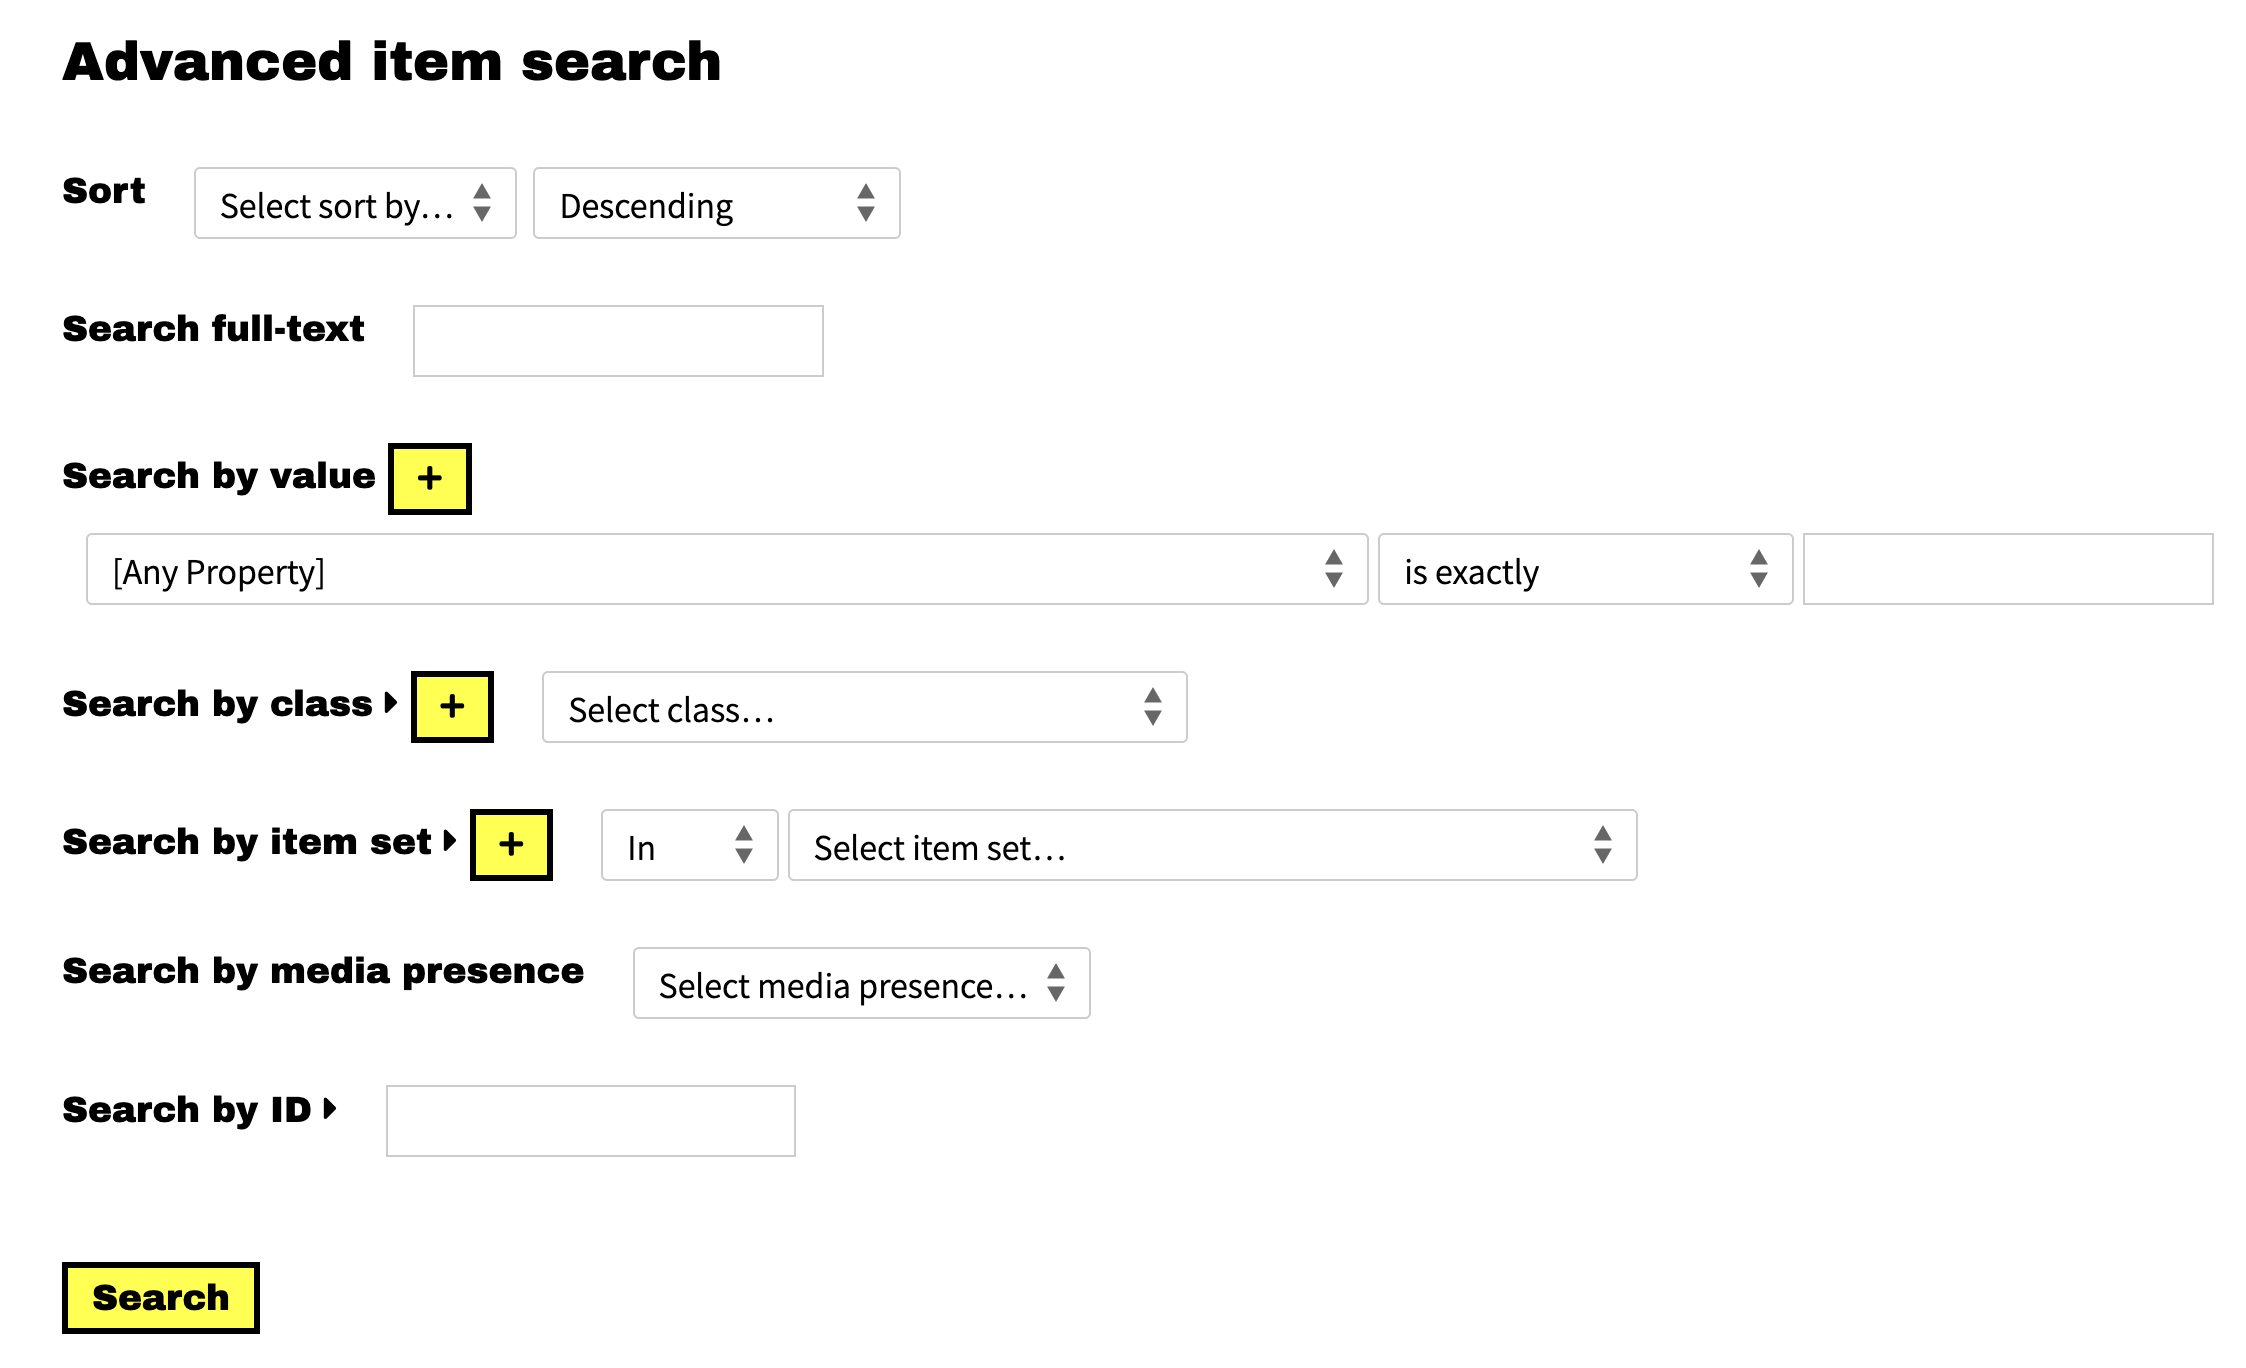 Advanced item search
Sort Select sort by... Descending
Search full-text
Search by value +
[Any Property] is exactly
Search by class + Select class...
Search by item set + In Select item set...
Search by media presence Select media presence...
Search by ID
Search